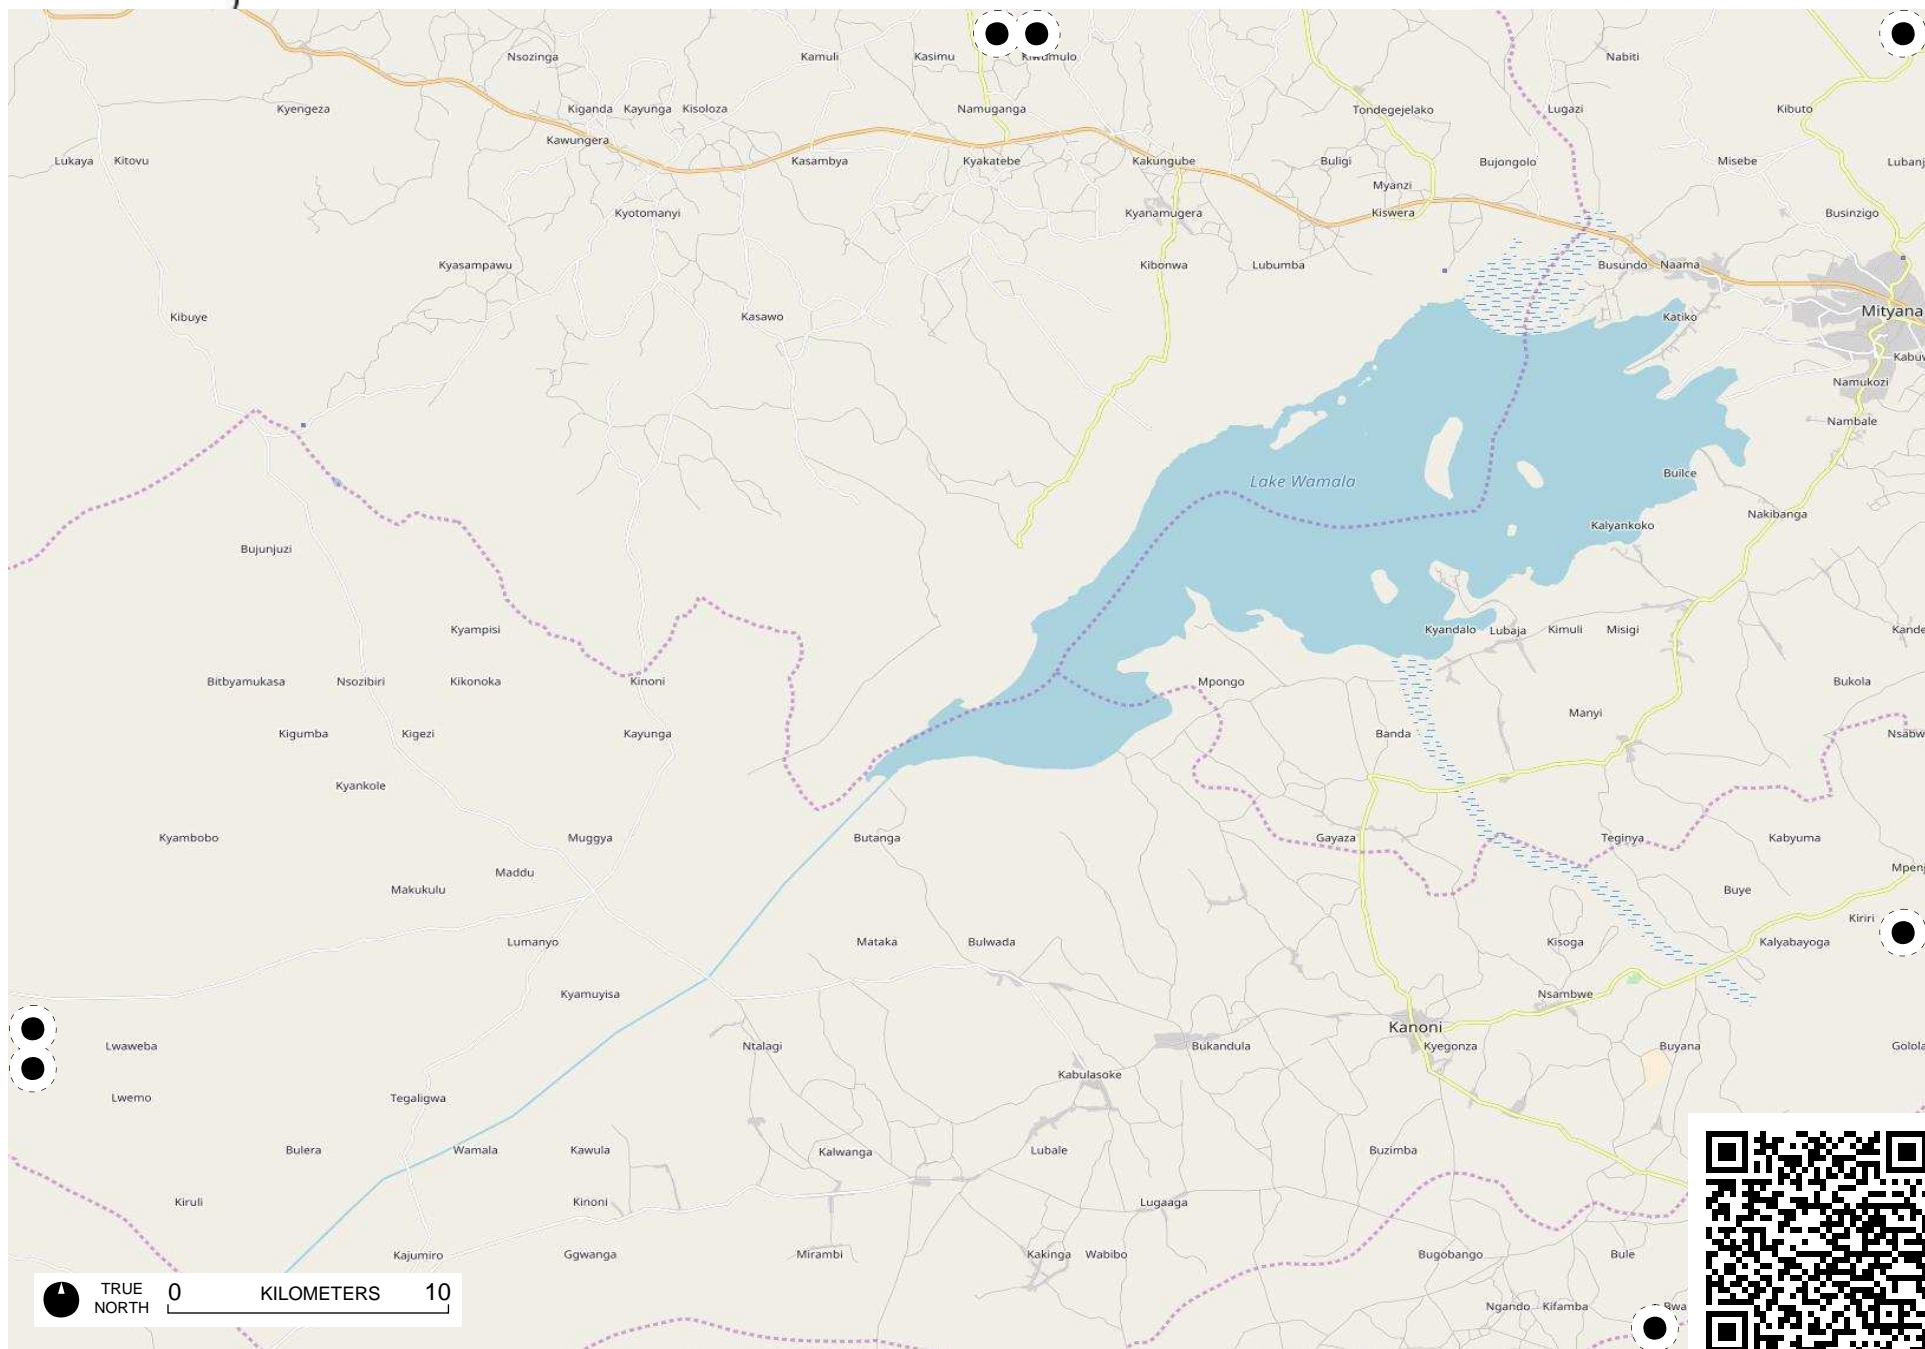 Nsozinga
Kamuli
Kasimu
Kiwumulo
Nabiti
Kyengeza
Kiganda
Kayunga
Kisoloza
Namuganga
Tondegejelako
Lugazi
Kibuto
Kawungera
Lukaya
Kitovu
Kasambya
Kyakatebe
Kakungube
Buligi
Bujongolo
Misebe
Myanzi
Kyotomanyi
Kyanamugera
Kiswera
Businzigo
Kyasampawu
Kibonwa
Lubumba
Busundo
Naama
Kibuye
Kasawo
Katiko
Mityana
Namukozi
Nambale
Lake Wamala
Builce
Nakibanga
Kalyankoko
Bujunjuzi
Kyampisi
Kyandalo
Lubaja
Kimuli
Misigi
Bitbyamukasa
Nsozibiri
Kikonoka
Kinoni
Mpongo
Bukola
Manyi
Kigumba
Kigezi
Kayunga
Banda
Kyankole
Kyambobo
Muggya
Butanga
Gayaza
Teginya
Kabyuma
Maddu
Makukulu
Buye
Kiriri
Lumanyo
Mataka
Bulwada
Kisoga
Kalyabayoga
Kyamuyisa
Nsambwe
Kanoni
Lwaweba
Ntalagi
Bukandula
Kyegonza
Buyana
Kabulasoke
Lwemo
Tegaligwa
Bulera
Wamala
Kawula
Kalwanga
Lubale
Buzimba
Kiruli
Kinoni
Lugaaga
Kajumiro
Ggwanga
Mirambi
Kakinga
Wabibo
Bugobango
Bule
Ngando
Kifamba
TRUE
NORTH
0 KILOMETERS 10